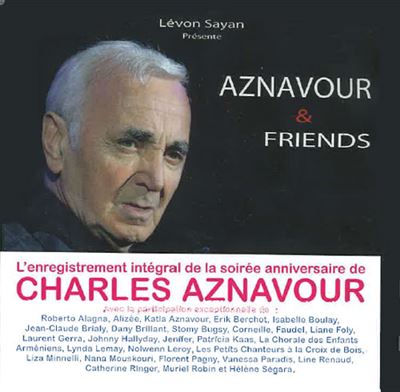 Lévon Sayan
Présente
AZNAVOUR
&
FRIENDS
L'enregistrement intégral de la soirée anniversaire de
CHARLES AZNAVOUR
Avec la participation exceptionnelle de :
Roberto Alagna, Alizée, Katia Aznavour, Erik Berchot, Isabelle Boulay,
Jean-Claude Brialy, Dany Brillant, Stomy Bugsy, Corneille, Faudel, Liane Foly,
Laurent Gerra, Johnny Hallyday, Jenifer, Patricia Kaas, La Chorale des Enfants
Arméniens, Lynda Lemay, Nolwenn Leroy, Les Petits Chanteurs à la Croix de Bois,
Liza Minnelli, Nana Mouskouri, Florent Pagny, Vanessa Paradis, Line Renaud,
Catherine Ringer, Muriel Robin et Hélène Ségara.